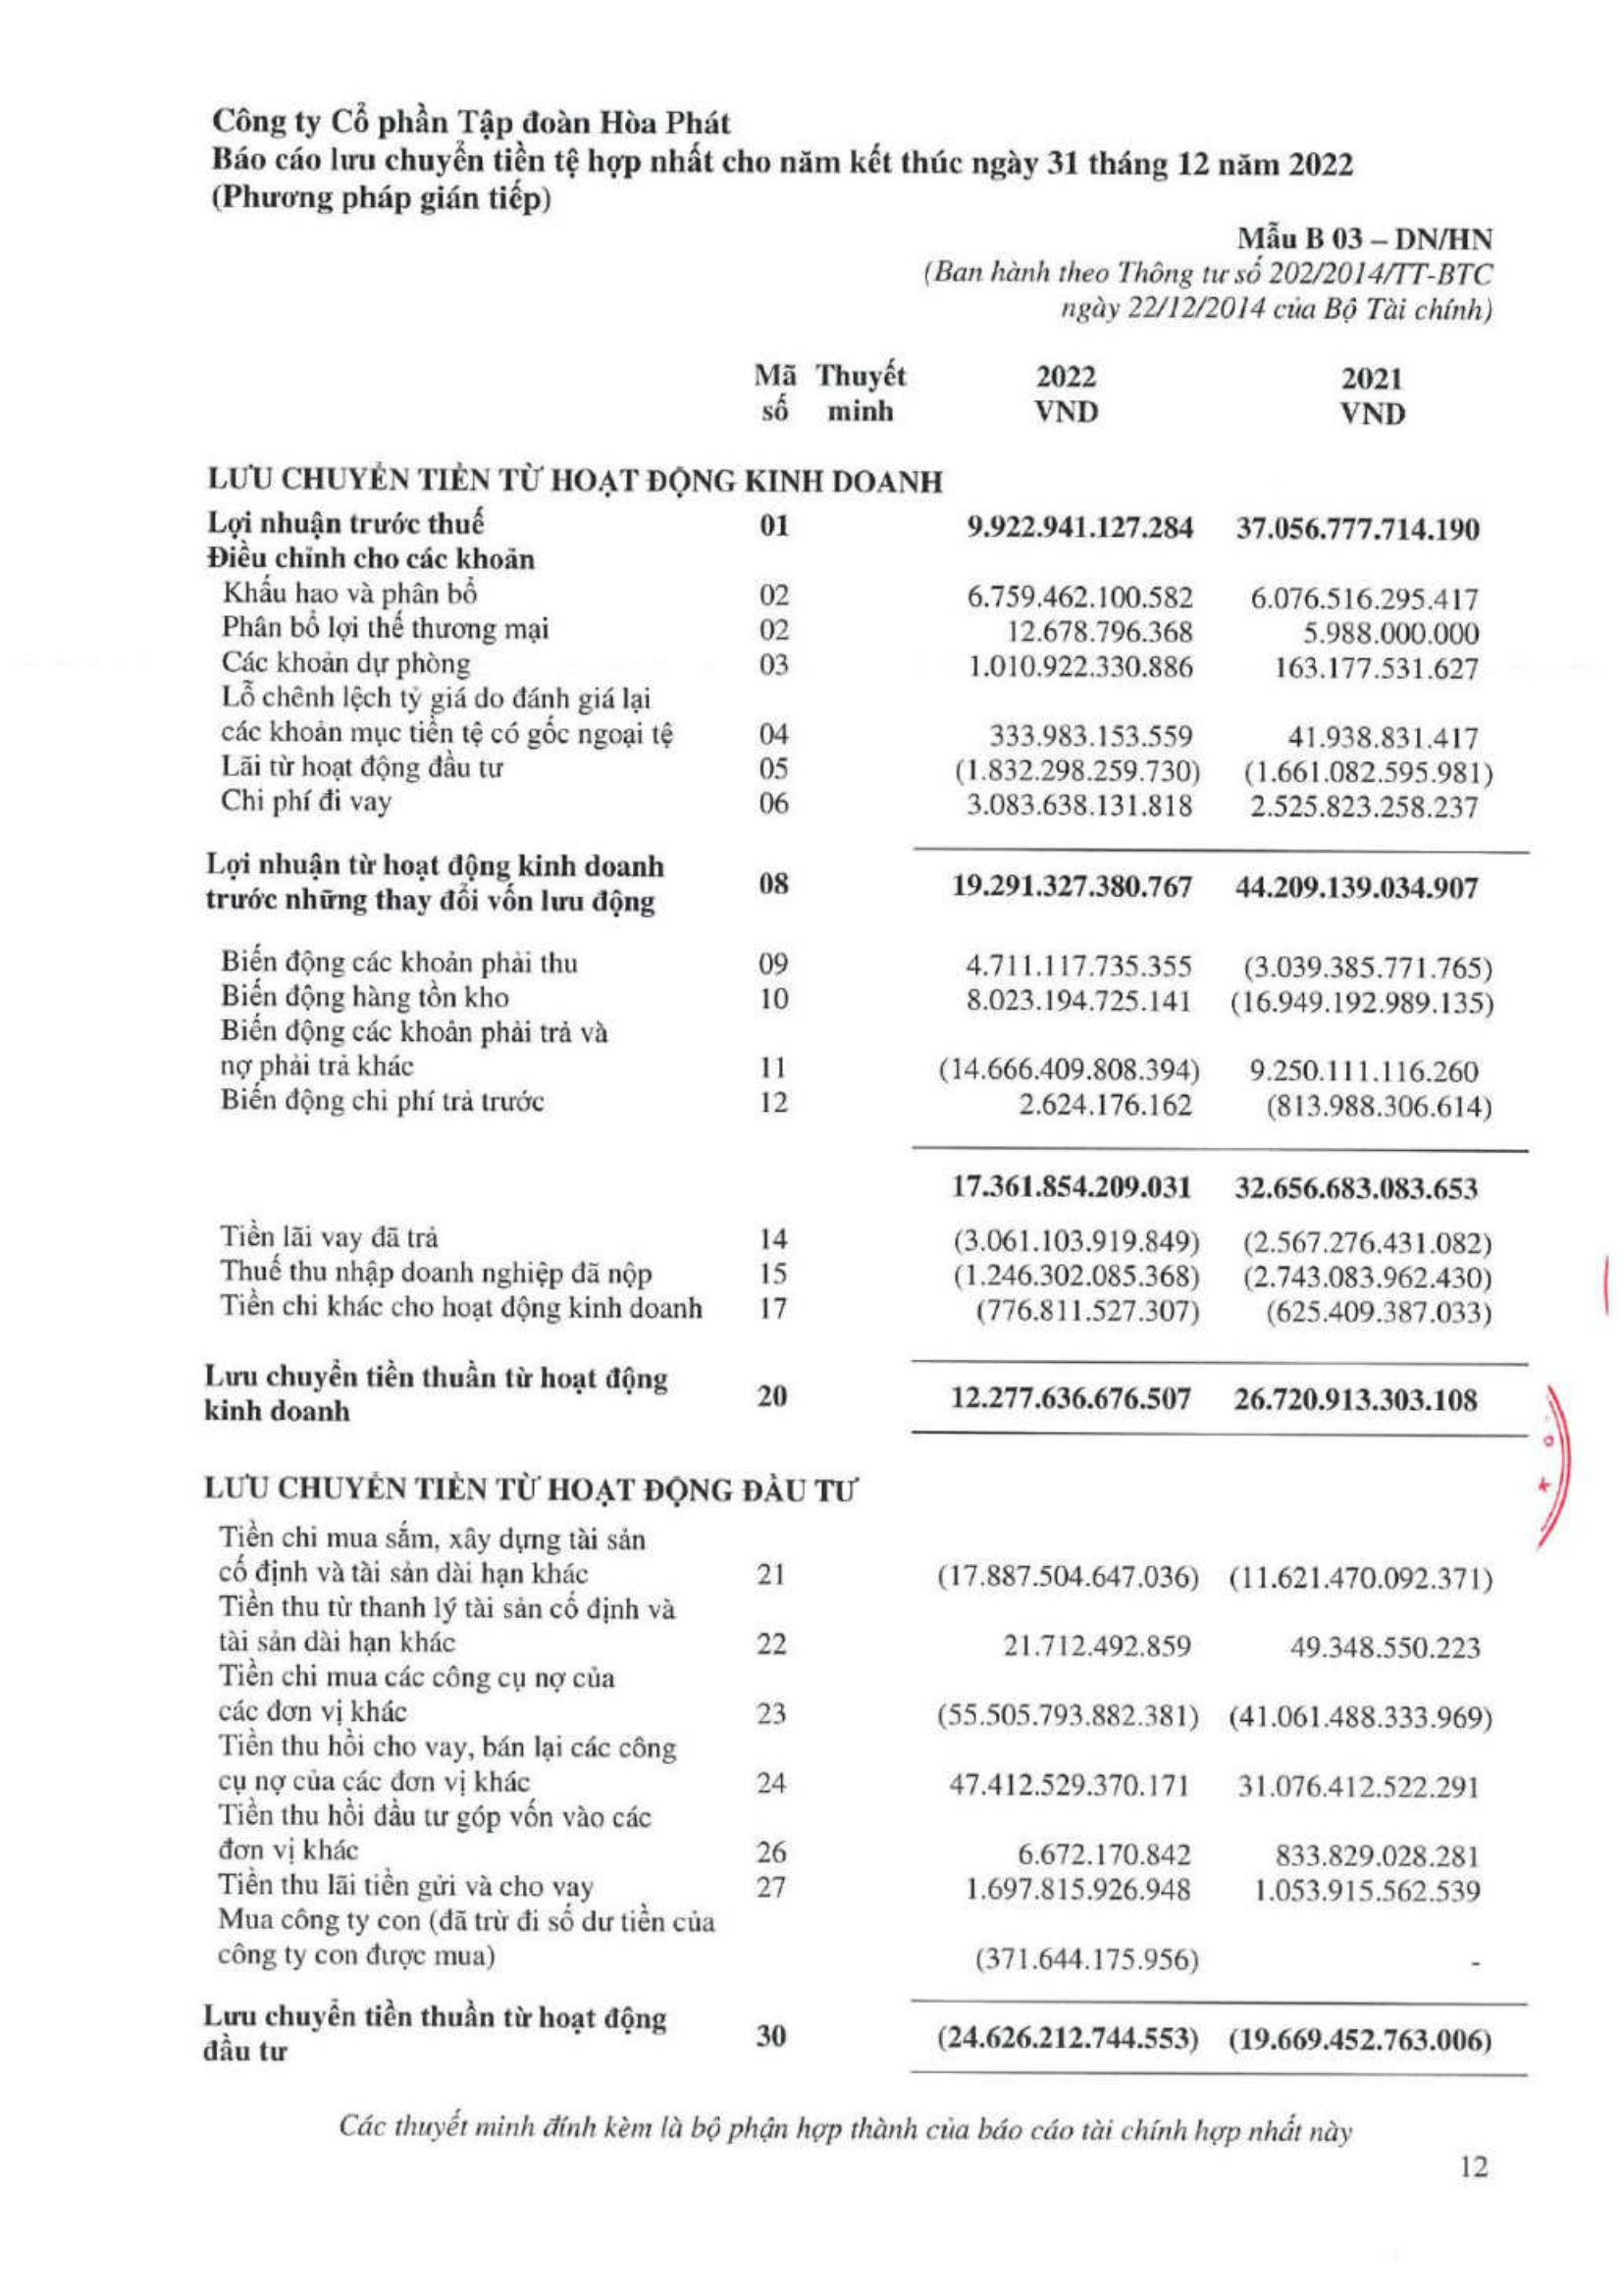 Công ty Cổ phần Tập đoàn Hòa Phát
Báo cáo lưu chuyển tiền tệ hợp nhất cho năm kết thúc ngày 31 tháng 12 năm 2022
(Phương pháp gián tiếp)
Mẫu B 03 – DN/HN
(Ban hành theo Thông tư số 202/2014/TT-BTC
ngày 22/12/2014 của Bộ Tài chính)
Mã Thuyết 2022 2021
số minh VND VND
LƯU CHUYỂN TIỀN TỪ HOẠT ĐỘNG KINH DOANH
Lợi nhuận trước thuế 01 9.922.941.127.284 37.056.777.714.190
Điều chỉnh cho các khoản
Khấu hao và phân bổ 02 6.759.462.100.582 6.076.516.295.417
Phân bổ lợi thế thương mại 02 12.678.796.368 5.988.000.000
Các khoản dự phòng 03 1.010.922.330.886 163.177.531.627
Lỗ chênh lệch tỷ giá do đánh giá lại
các khoản mục tiền tệ có gốc ngoại tệ 04 333.983.153.559 41.938.831.417
Lãi từ hoạt động đầu tư 05 (1.832.298.259.730) (1.661.082.595.981)
Chi phí đi vay 06 3.083.638.131.818 2.525.823.258.237
Lợi nhuận từ hoạt động kinh doanh
trước những thay đổi vốn lưu động 08 19.291.327.380.767 44.209.139.034.907
Biến động các khoản phải thu 09 4.711.117.735.355 (3.039.385.771.765)
Biến động hàng tồn kho 10 8.023.194.725.141 (16.949.192.989.135)
Biến động các khoản phải trả và
nợ phải trả khác 11 (14.666.409.808.394) 9.250.111.116.260
Biến động chi phí trả trước 12 2.624.176.162 (813.988.306.614)
17.361.854.209.031 32.656.683.083.653
Tiền lãi vay đã trả 14 (3.061.103.919.849) (2.567.276.431.082)
Thuế thu nhập doanh nghiệp đã nộp 15 (1.246.302.085.368) (2.743.083.962.430)
Tiền chi khác cho hoạt động kinh doanh 17 (776.811.527.307) (625.409.387.033)
Lưu chuyển tiền thuần từ hoạt động
kinh doanh 20 12.277.636.676.507 26.720.913.303.108
LƯU CHUYỂN TIỀN TỪ HOẠT ĐỘNG ĐẦU TƯ
Tiền chi mua sắm, xây dựng tài sản
cố định và tài sản dài hạn khác 21 (17.887.504.647.036) (11.621.470.092.371)
Tiền thu từ thanh lý tài sản cố định và
tài sản dài hạn khác 22 21.712.492.859 49.348.550.223
Tiền chi mua các công cụ nợ của
các đơn vị khác 23 (55.505.793.882.381) (41.061.488.333.969)
Tiền thu hồi cho vay, bán lại các công
cụ nợ của các đơn vị khác 24 47.412.529.370.171 31.076.412.522.291
Tiền thu hồi đầu tư góp vốn vào các
đơn vị khác 26 6.672.170.842 833.829.028.281
Tiền thu lãi tiền gửi và cho vay 27 1.697.815.926.948 1.053.915.562.539
Mua công ty con (đã trừ đi số dư tiền của
công ty con được mua) (371.644.175.956) -
Lưu chuyển tiền thuần từ hoạt động
đầu tư 30 (24.626.212.744.553) (19.669.452.763.006)
Các thuyết minh đính kèm là bộ phận hợp thành của báo cáo tài chính hợp nhất này
12